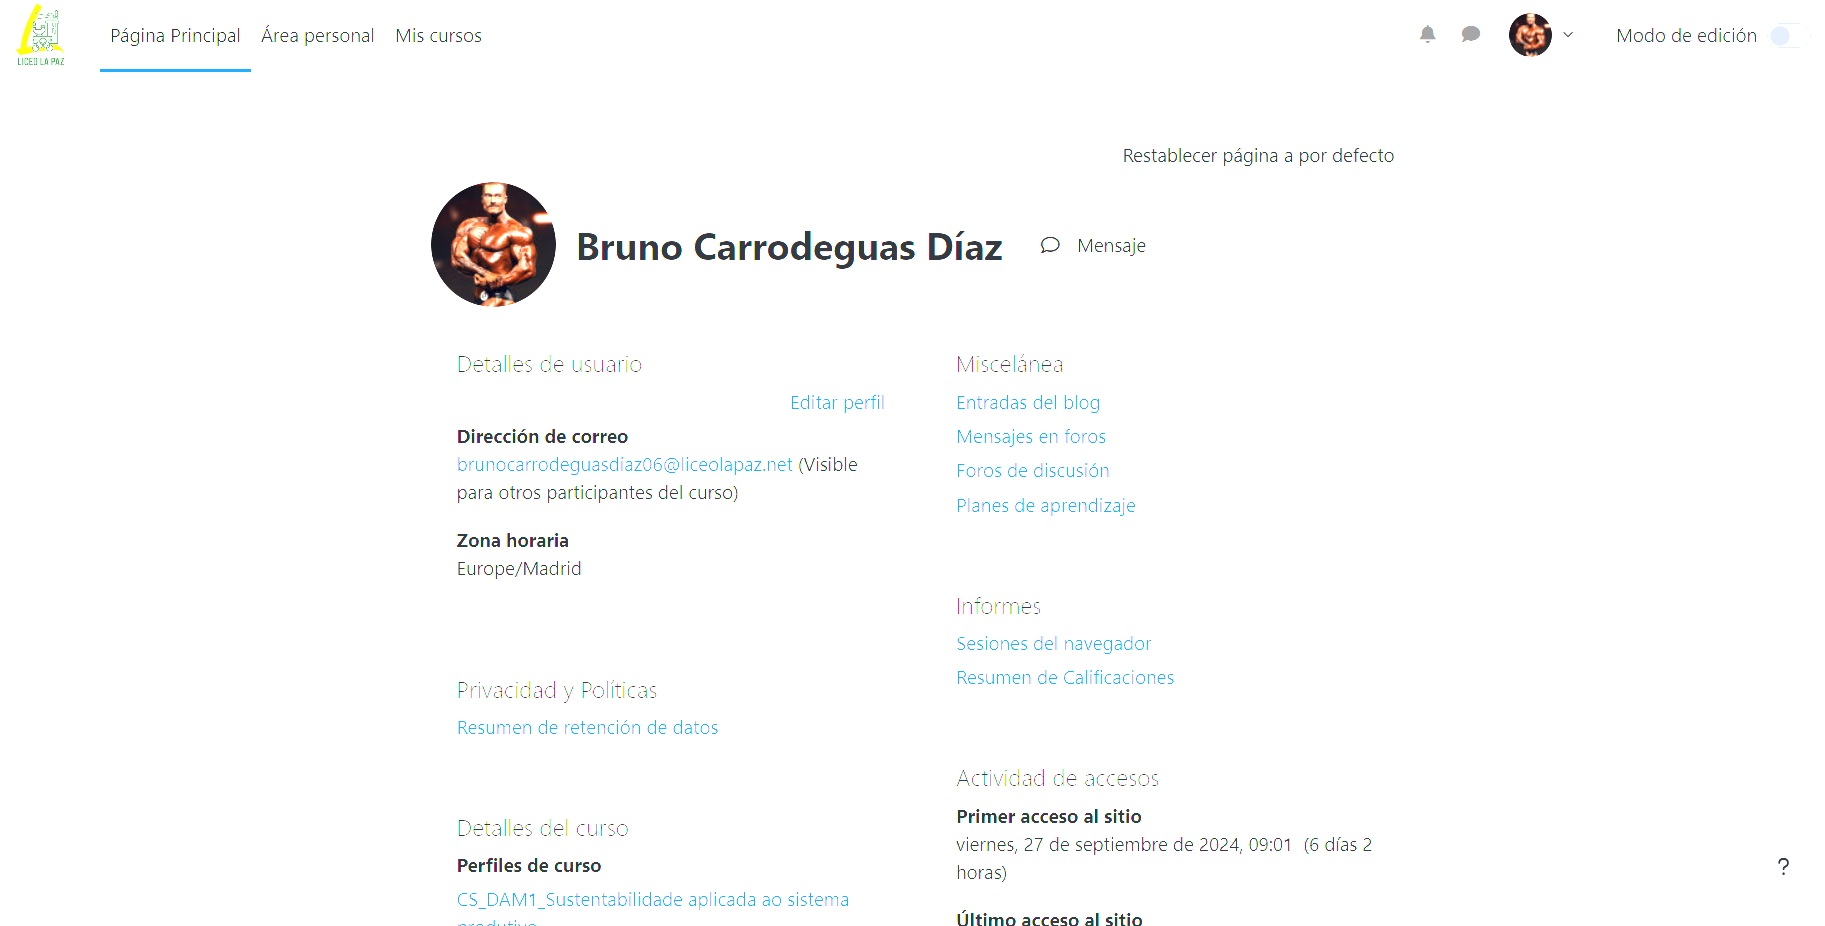 LICEO LA PAZ
Página Principal
Área personal
Mis cursos
Modo de edición
Restablecer página a por defecto
Bruno Carrodeguas Díaz
Mensaje
Detalles de usuario
Editar perfil
Dirección de correo
brunocarrodeguasdiaz06@liceolapaz.net (Visible
para otros participantes del curso)
Zona horaria
Europe/Madrid
Privacidad y Políticas
Resumen de retención de datos
Detalles del curso
Perfiles de curso
CS_DAM1_Sustentabilidade aplicada ao sistema
produtivo
Miscelánea
Entradas del blog
Mensajes en foros
Foros de discusión
Planes de aprendizaje
Informes
Sesiones del navegador
Resumen de Calificaciones
Actividad de accesos
Primer acceso al sitio
viernes, 27 de septiembre de 2024, 09:01 (6 días 2
horas)
Último acceso al sitio
?